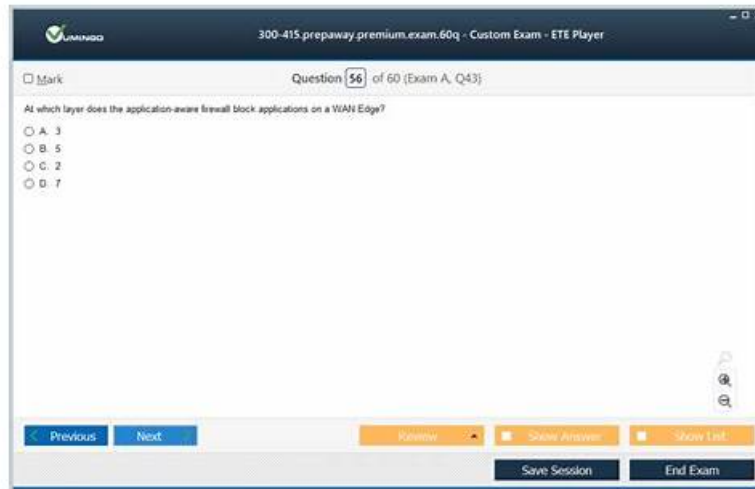 VUMINGO
300-415.prepaway.premium.exam.60q - Custom Exam - ETE Player
Mark
Question 56 of 60 (Exam A, Q43)
At which layer does the application-aware firewall block applications on a WAN Edge?
A. 3
B. 5
C. 2
D. 7
Previous
Next
Review
Show Answer
Show List
Save Session
End Exam